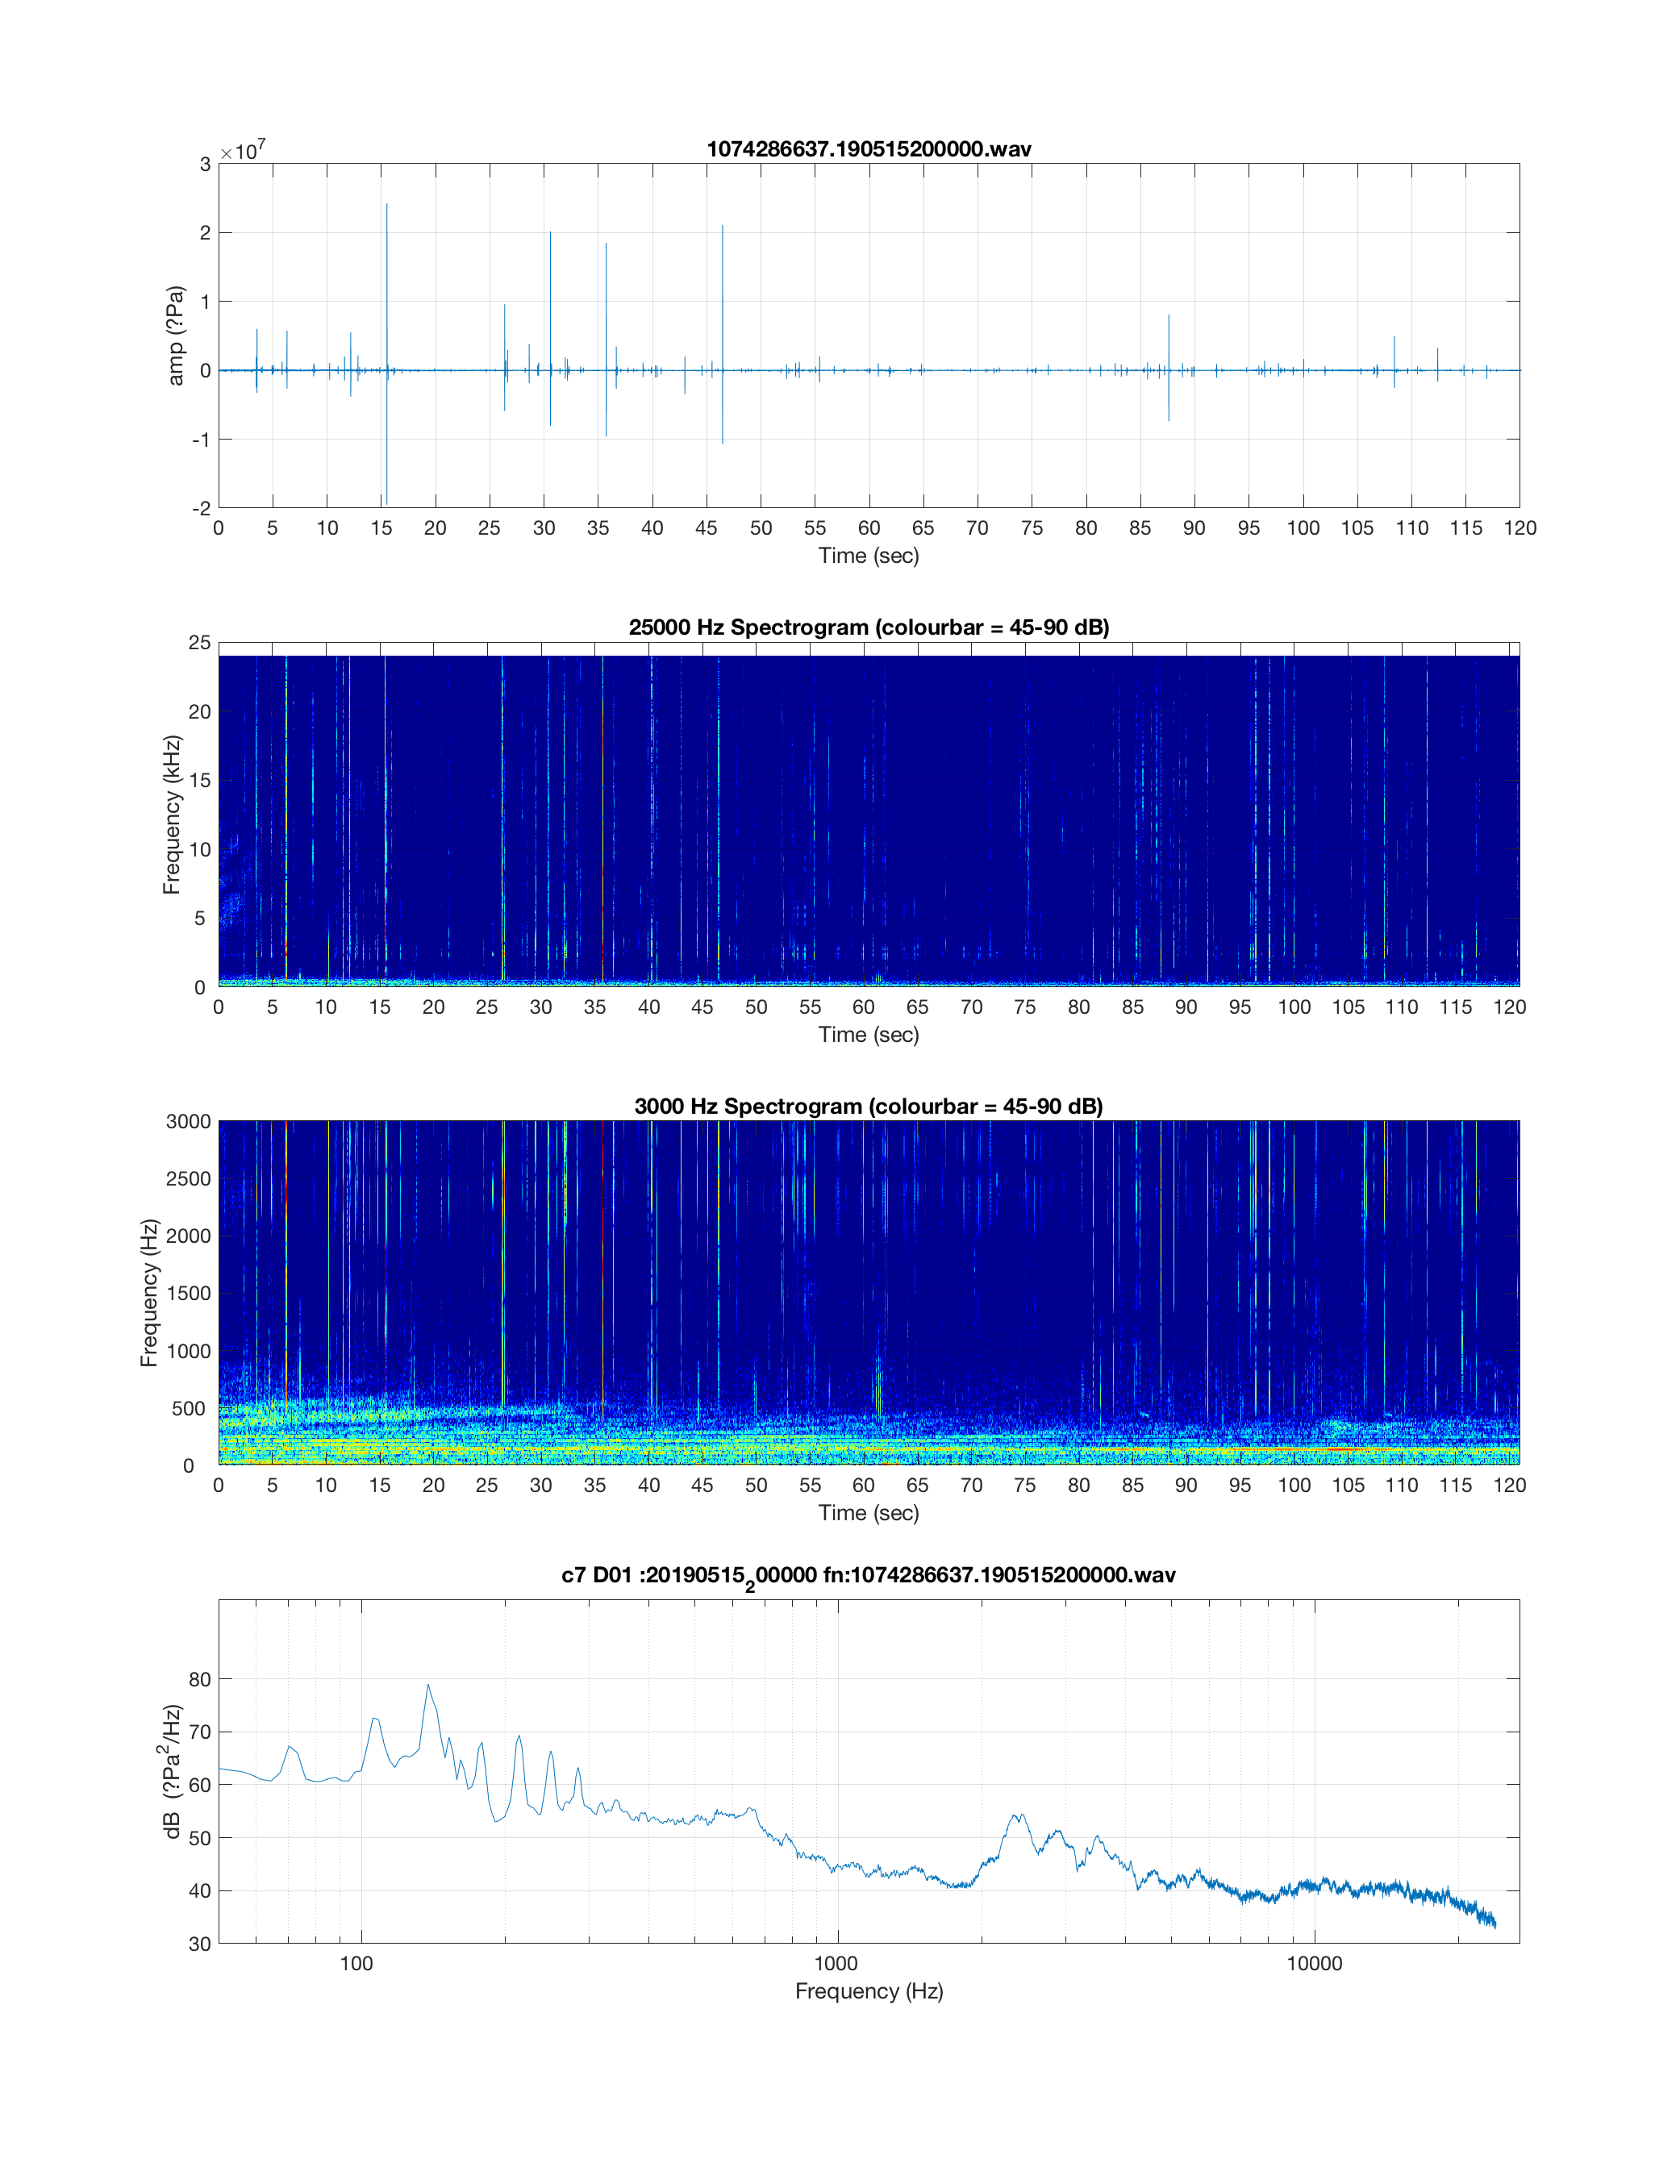 1074286637.190515200000.wav
×10^7
3
2
1
0
-1
-2
amp (?Pa)
0 5 10 15 20 25 30 35 40 45 50 55 60 65 70 75 80 85 90 95 100 105 110 115 120
Time (sec)
25000 Hz Spectrogram (colourbar = 45-90 dB)
25
20
15
10
5
0
Frequency (kHz)
0 5 10 15 20 25 30 35 40 45 50 55 60 65 70 75 80 85 90 95 100 105 110 115 120
Time (sec)
3000 Hz Spectrogram (colourbar = 45-90 dB)
3000
2500
2000
1500
1000
500
0
Frequency (Hz)
0 5 10 15 20 25 30 35 40 45 50 55 60 65 70 75 80 85 90 95 100 105 110 115 120
Time (sec)
c7 D01 :20190515_200000 fn:1074286637.190515200000.wav
80
70
60
50
40
30
dB (?Pa^2/Hz)
100 1000 10000
Frequency (Hz)